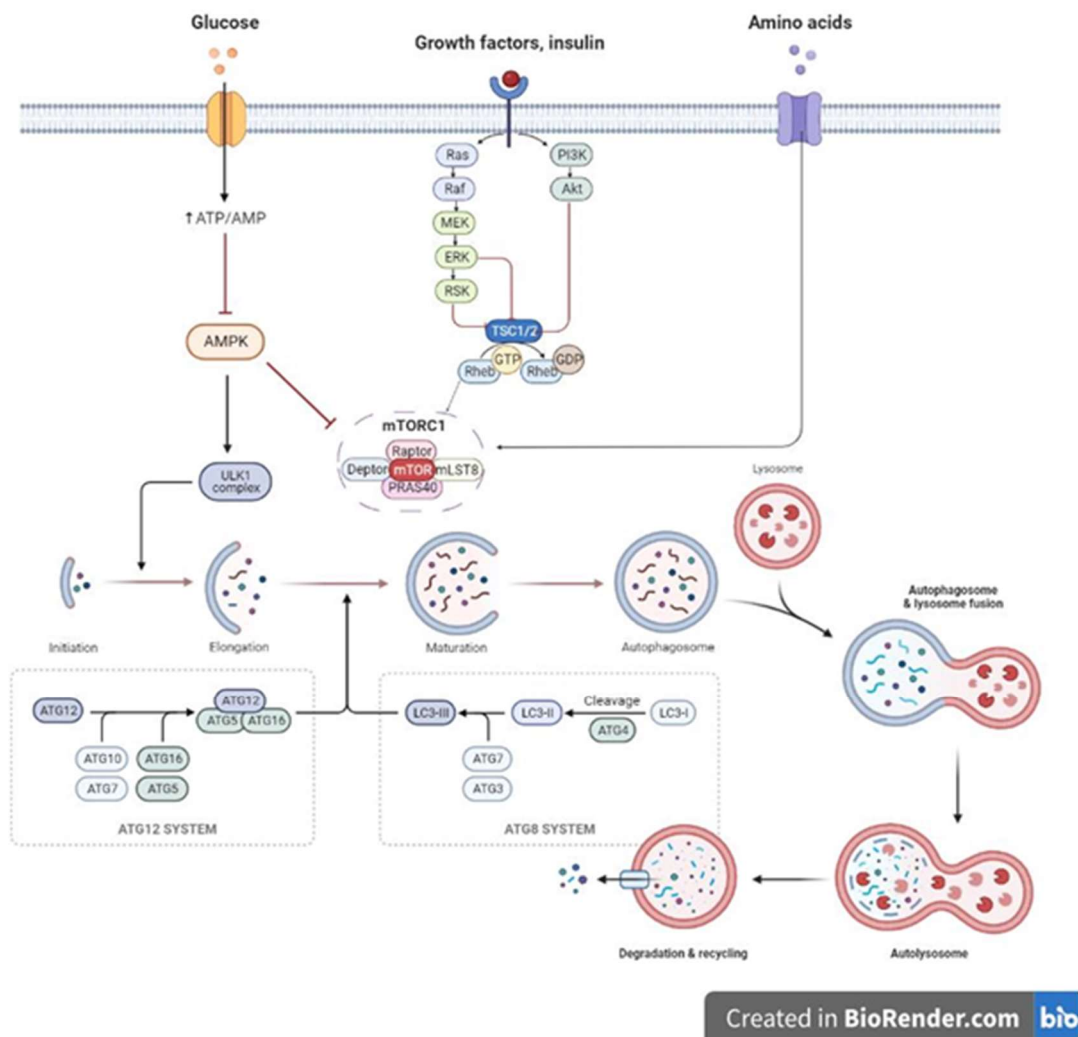 Glucose
Growth factors, insulin
Amino acids
Ras
PI3K
Raf
Akt
↑ATP/AMP
MEK
ERK
RSK
TSC1/2
AMPK
GTP
GDP
Rheb
Rheb
mTORC1
Raptor
Deptor
mTOR
mLST8
PRAS40
ULK1
complex
Lysosome
Autophagosome
& lysosome fusion
Initiation
Elongation
Maturation
Autophagosome
ATG12
ATG12
ATG5
ATG16
ATG10
ATG16
ATG7
ATG5
ATG12 SYSTEM
LC3-III
LC3-II
Cleavage
ATG4
LC3-I
ATG7
ATG3
ATG8 SYSTEM
Degradation & recycling
Autolysosome
Created in BioRender.com
bio